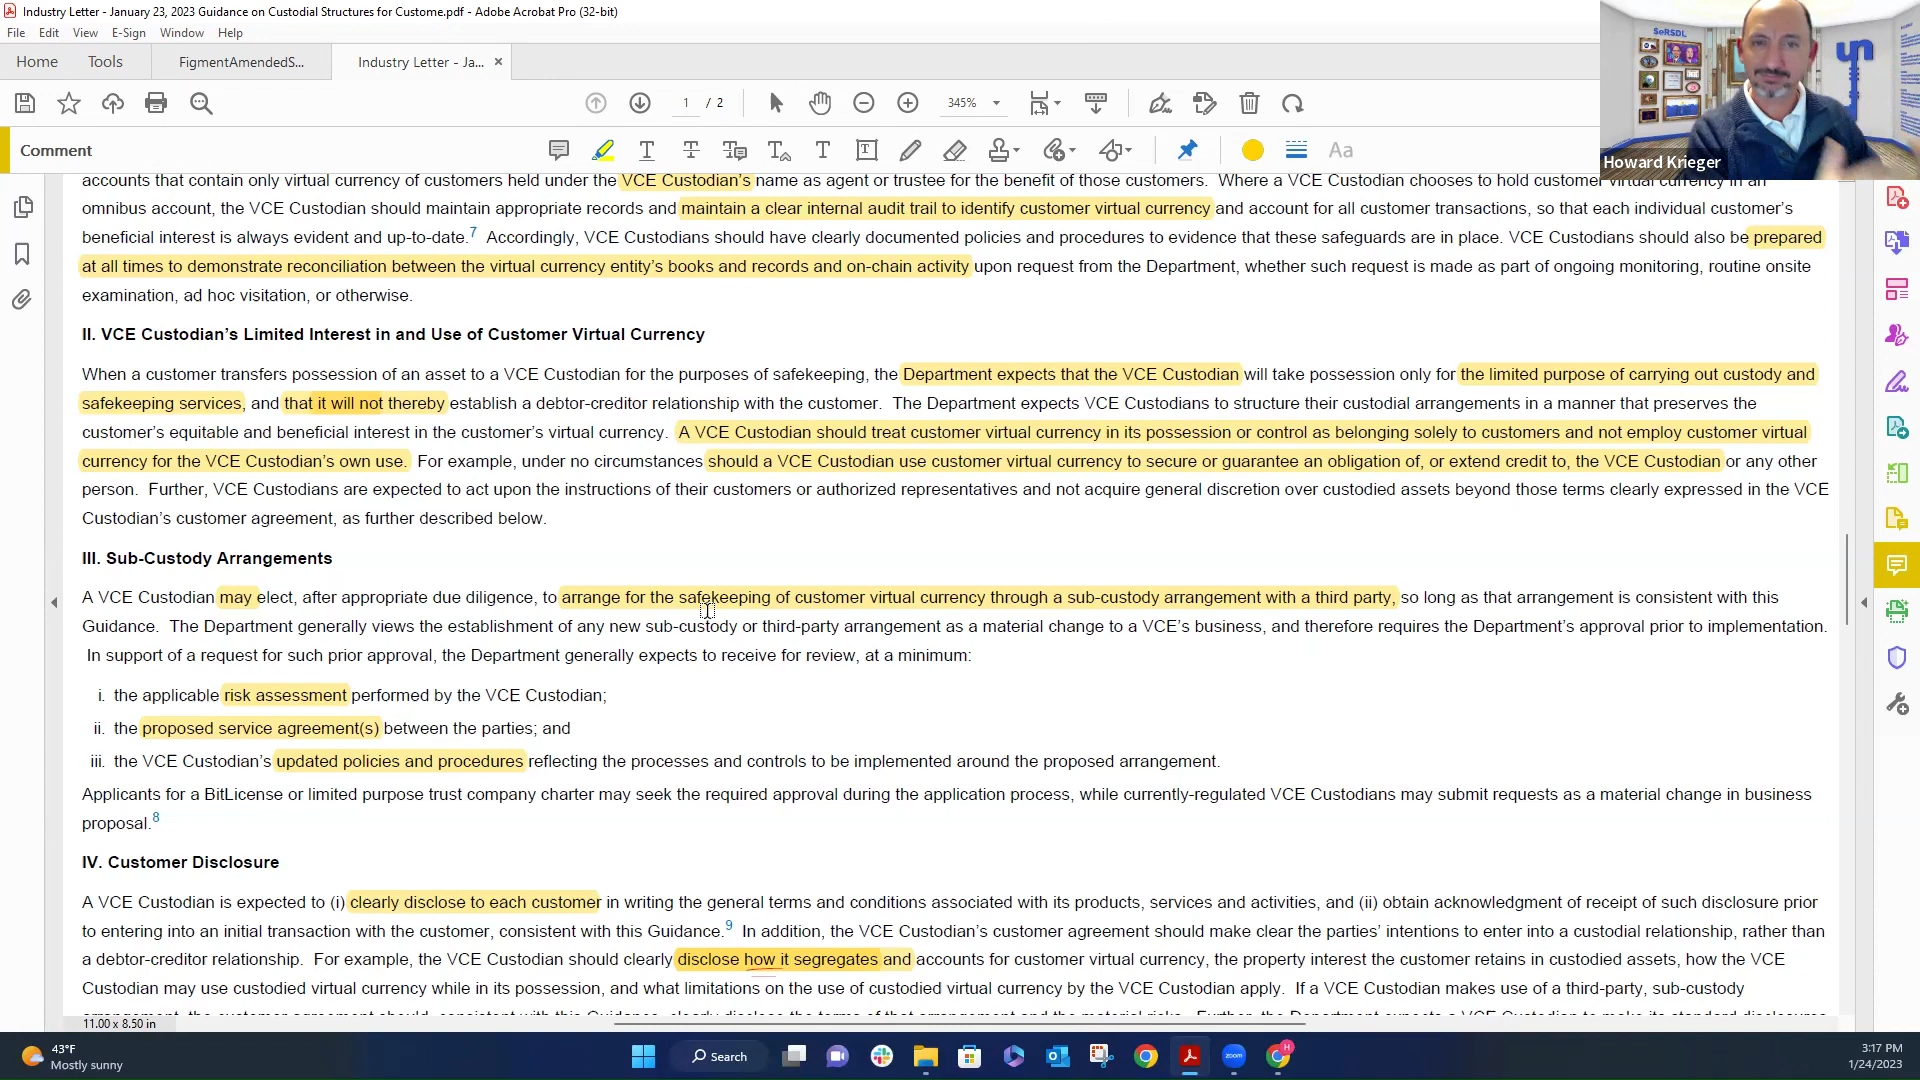 Industry Letter - January 23, 2023 Guidance on Custodial Structures for Custome.pdf - Adobe Acrobat Pro (32-bit)
File Edit View E-Sign Window Help
Home Tools FigmentAmendedS... Industry Letter - Ja... ×
1 / 2 345%
Comment
Aa
SeRSDL
un
Howard Krieger
accounts that contain only virtual currency of customers held under the VCE Custodian's name as agent or trustee for the benefit of those customers. Where a VCE Custodian chooses to hold customer virtual currency in an
omnibus account, the VCE Custodian should maintain appropriate records and maintain a clear internal audit trail to identify customer virtual currency and account for all customer transactions, so that each individual customer's
beneficial interest is always evident and up-to-date.7 Accordingly, VCE Custodians should have clearly documented policies and procedures to evidence that these safeguards are in place. VCE Custodians should also be prepared
at all times to demonstrate reconciliation between the virtual currency entity's books and records and on-chain activity upon request from the Department, whether such request is made as part of ongoing monitoring, routine onsite
examination, ad hoc visitation, or otherwise.
II. VCE Custodian's Limited Interest in and Use of Customer Virtual Currency
When a customer transfers possession of an asset to a VCE Custodian for the purposes of safekeeping, the Department expects that the VCE Custodian will take possession only for the limited purpose of carrying out custody and
safekeeping services, and that it will not thereby establish a debtor-creditor relationship with the customer. The Department expects VCE Custodians to structure their custodial arrangements in a manner that preserves the
customer's equitable and beneficial interest in the customer's virtual currency. A VCE Custodian should treat customer virtual currency in its possession or control as belonging solely to customers and not employ customer virtual
currency for the VCE Custodian's own use. For example, under no circumstances should a VCE Custodian use customer virtual currency to secure or guarantee an obligation of, or extend credit to, the VCE Custodian or any other
person. Further, VCE Custodians are expected to act upon the instructions of their customers or authorized representatives and not acquire general discretion over custodied assets beyond those terms clearly expressed in the VCE
Custodian's customer agreement, as further described below.
III. Sub-Custody Arrangements
A VCE Custodian may elect, after appropriate due diligence, to arrange for the safekeeping of customer virtual currency through a sub-custody arrangement with a third party, so long as that arrangement is consistent with this
Guidance. The Department generally views the establishment of any new sub-custody or third-party arrangement as a material change to a VCE's business, and therefore requires the Department's approval prior to implementation.
In support of a request for such prior approval, the Department generally expects to receive for review, at a minimum:
i. the applicable risk assessment performed by the VCE Custodian;
ii. the proposed service agreement(s) between the parties; and
iii. the VCE Custodian's updated policies and procedures reflecting the processes and controls to be implemented around the proposed arrangement.
Applicants for a BitLicense or limited purpose trust company charter may seek the required approval during the application process, while currently-regulated VCE Custodians may submit requests as a material change in business
proposal.8
IV. Customer Disclosure
A VCE Custodian is expected to (i) clearly disclose to each customer in writing the general terms and conditions associated with its products, services and activities, and (ii) obtain acknowledgment of receipt of such disclosure prior
to entering into an initial transaction with the customer, consistent with this Guidance.9 In addition, the VCE Custodian's customer agreement should make clear the parties' intentions to enter into a custodial relationship, rather than
a debtor-creditor relationship. For example, the VCE Custodian should clearly disclose how it segregates and accounts for customer virtual currency, the property interest the customer retains in custodied assets, how the VCE
Custodian may use custodied virtual currency while in its possession, and what limitations on the use of custodied virtual currency by the VCE Custodian apply. If a VCE Custodian makes use of a third-party, sub-custody
11.00 x 8.50 in
43°F
Mostly sunny
Search
zoom
H
3:17 PM
1/24/2023